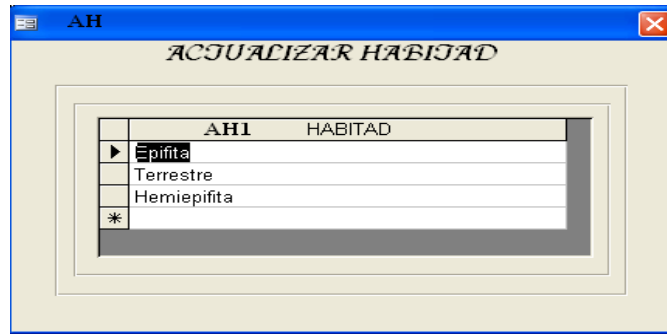 AH
ACTUALIZAR HABITAD
AH1 HABITAD
Epifita
Terrestre
Hemiepifita